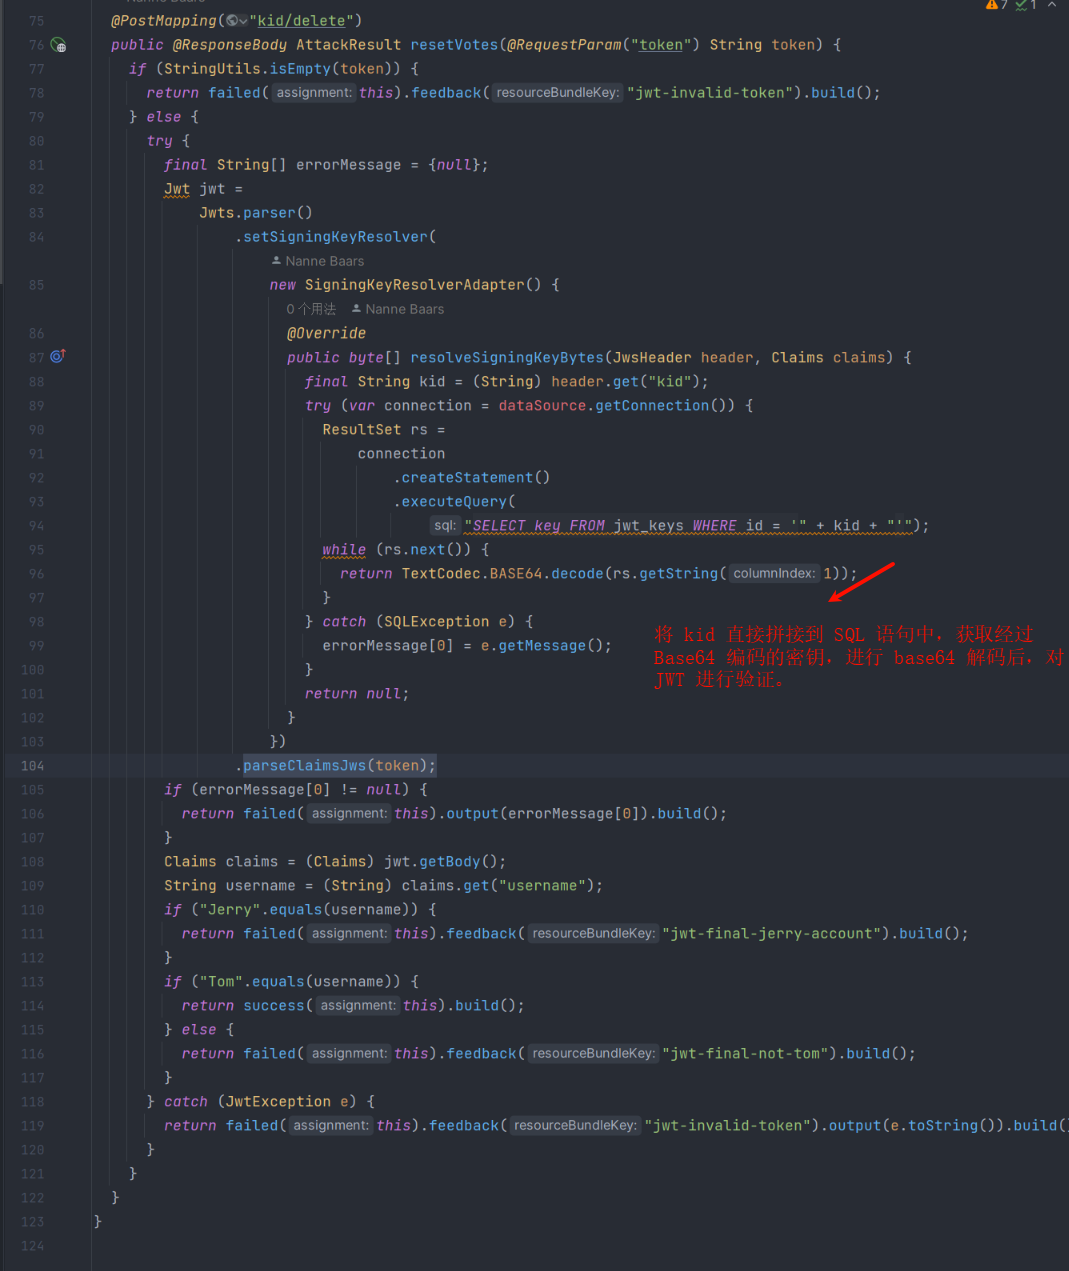 Nanne Baars
7 1
75 @PostMapping("kid/delete")
76 public @ResponseBody AttackResult resetVotes(@RequestParam("token") String token) {
77 if (StringUtils.isEmpty(token)) {
78 return failed( assignment: this).feedback( resourceBundleKey: "jwt-invalid-token").build();
79 } else {
80 try {
81 final String[] errorMessage = {null};
82 Jwt jwt =
83 Jwts.parser()
84 .setSigningKeyResolver(
Nanne Baars
85 new SigningKeyResolverAdapter() {
0 个用法 Nanne Baars
86 @Override
87 public byte[] resolveSigningKeyBytes(JwsHeader header, Claims claims) {
88 final String kid = (String) header.get("kid");
89 try (var connection = dataSource.getConnection()) {
90 ResultSet rs =
91 connection
92 .createStatement()
93 .executeQuery(
94 sql: "SELECT key FROM jwt_keys WHERE id = '" + kid + "'");
95 while (rs.next()) {
96 return TextCodec.BASE64.decode(rs.getString( columnIndex: 1));
97 }
98 } catch (SQLException e) {
99 errorMessage[0] = e.getMessage();
100 }
101 return null;
102 }
103 })
将 kid 直接拼接到 SQL 语句中，获取经过
Base64 编码的密钥，进行 base64 解码后，对
JWT 进行验证。
104 .parseClaimsJws(token);
105 if (errorMessage[0] != null) {
106 return failed( assignment: this).output(errorMessage[0]).build();
107 }
108 Claims claims = (Claims) jwt.getBody();
109 String username = (String) claims.get("username");
110 if ("Jerry".equals(username)) {
111 return failed( assignment: this).feedback( resourceBundleKey: "jwt-final-jerry-account").build();
112 }
113 if ("Tom".equals(username)) {
114 return success( assignment: this).build();
115 } else {
116 return failed( assignment: this).feedback( resourceBundleKey: "jwt-final-not-tom").build();
117 }
118 } catch (JwtException e) {
119 return failed( assignment: this).feedback( resourceBundleKey: "jwt-invalid-token").output(e.toString()).build(
120 }
121 }
122 }
123 }
124